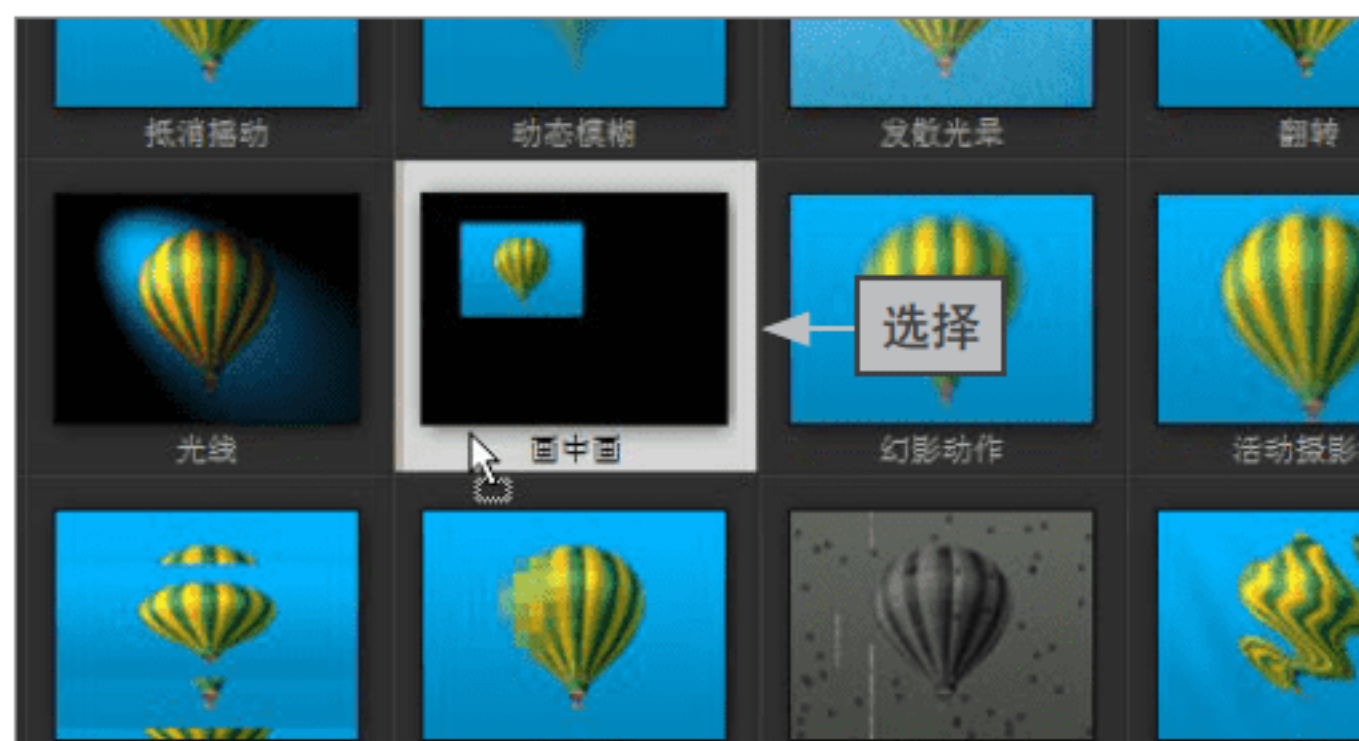 抵消摇动
动态模糊
发散光晕
翻转
选择
光线
画中画
幻影动作
活动摄影